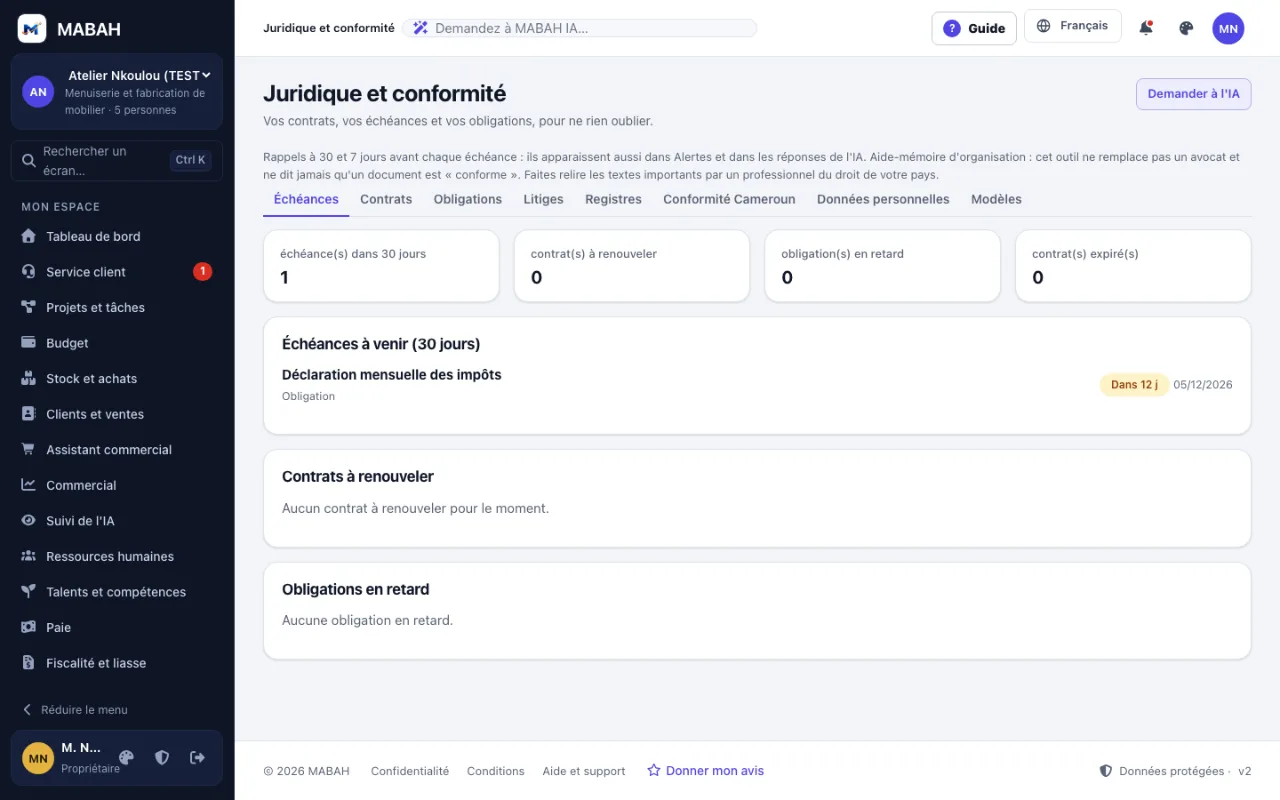 MABAH
AN
Atelier Nkoulou (TEST
Menuiserie et fabrication de
mobilier · 5 personnes
Rechercher un
écran...
Ctrl K
MON ESPACE
Tableau de bord
Service client
1
Projets et tâches
Budget
Stock et achats
Clients et ventes
Assistant commercial
Commercial
Suivi de l'IA
Ressources humaines
Talents et compétences
Paie
Fiscalité et liasse
Réduire le menu
MN
M. N...
Propriétaire
Juridique et conformité
Demandez à MABAH IA...
? Guide
Français
MN
Juridique et conformité
Vos contrats, vos échéances et vos obligations, pour ne rien oublier.
Demander à l'IA
Rappels à 30 et 7 jours avant chaque échéance : ils apparaissent aussi dans Alertes et dans les réponses de l'IA. Aide-mémoire d'organisation : cet outil ne remplace pas un avocat et
ne dit jamais qu'un document est « conforme ». Faites relire les textes importants par un professionnel du droit de votre pays.
Échéances
Contrats
Obligations
Litiges
Registres
Conformité Cameroun
Données personnelles
Modèles
échéance(s) dans 30 jours
1
contrat(s) à renouveler
0
obligation(s) en retard
0
contrat(s) expiré(s)
0
Échéances à venir (30 jours)
Déclaration mensuelle des impôts
Obligation
Dans 12 j
05/12/2026
Contrats à renouveler
Aucun contrat à renouveler pour le moment.
Obligations en retard
Aucune obligation en retard.
© 2026 MABAH
Confidentialité
Conditions
Aide et support
Donner mon avis
Données protégées ·
v2